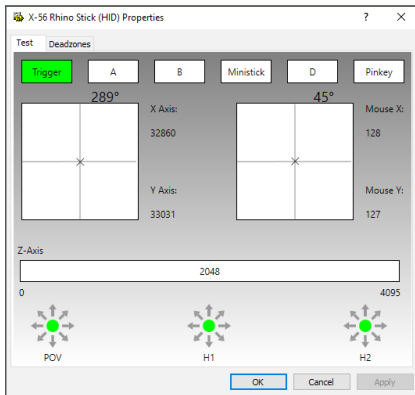 X-56 Rhino Stick (HID) Properties
Test Deadzones
Trigger A B Ministick D Pinkey
289° 45°
X Axis: Mouse X:
32860 128
Y Axis: Mouse Y:
33031 127
Z-Axis
2048
0 4095
POV H1 H2
OK Cancel Apply